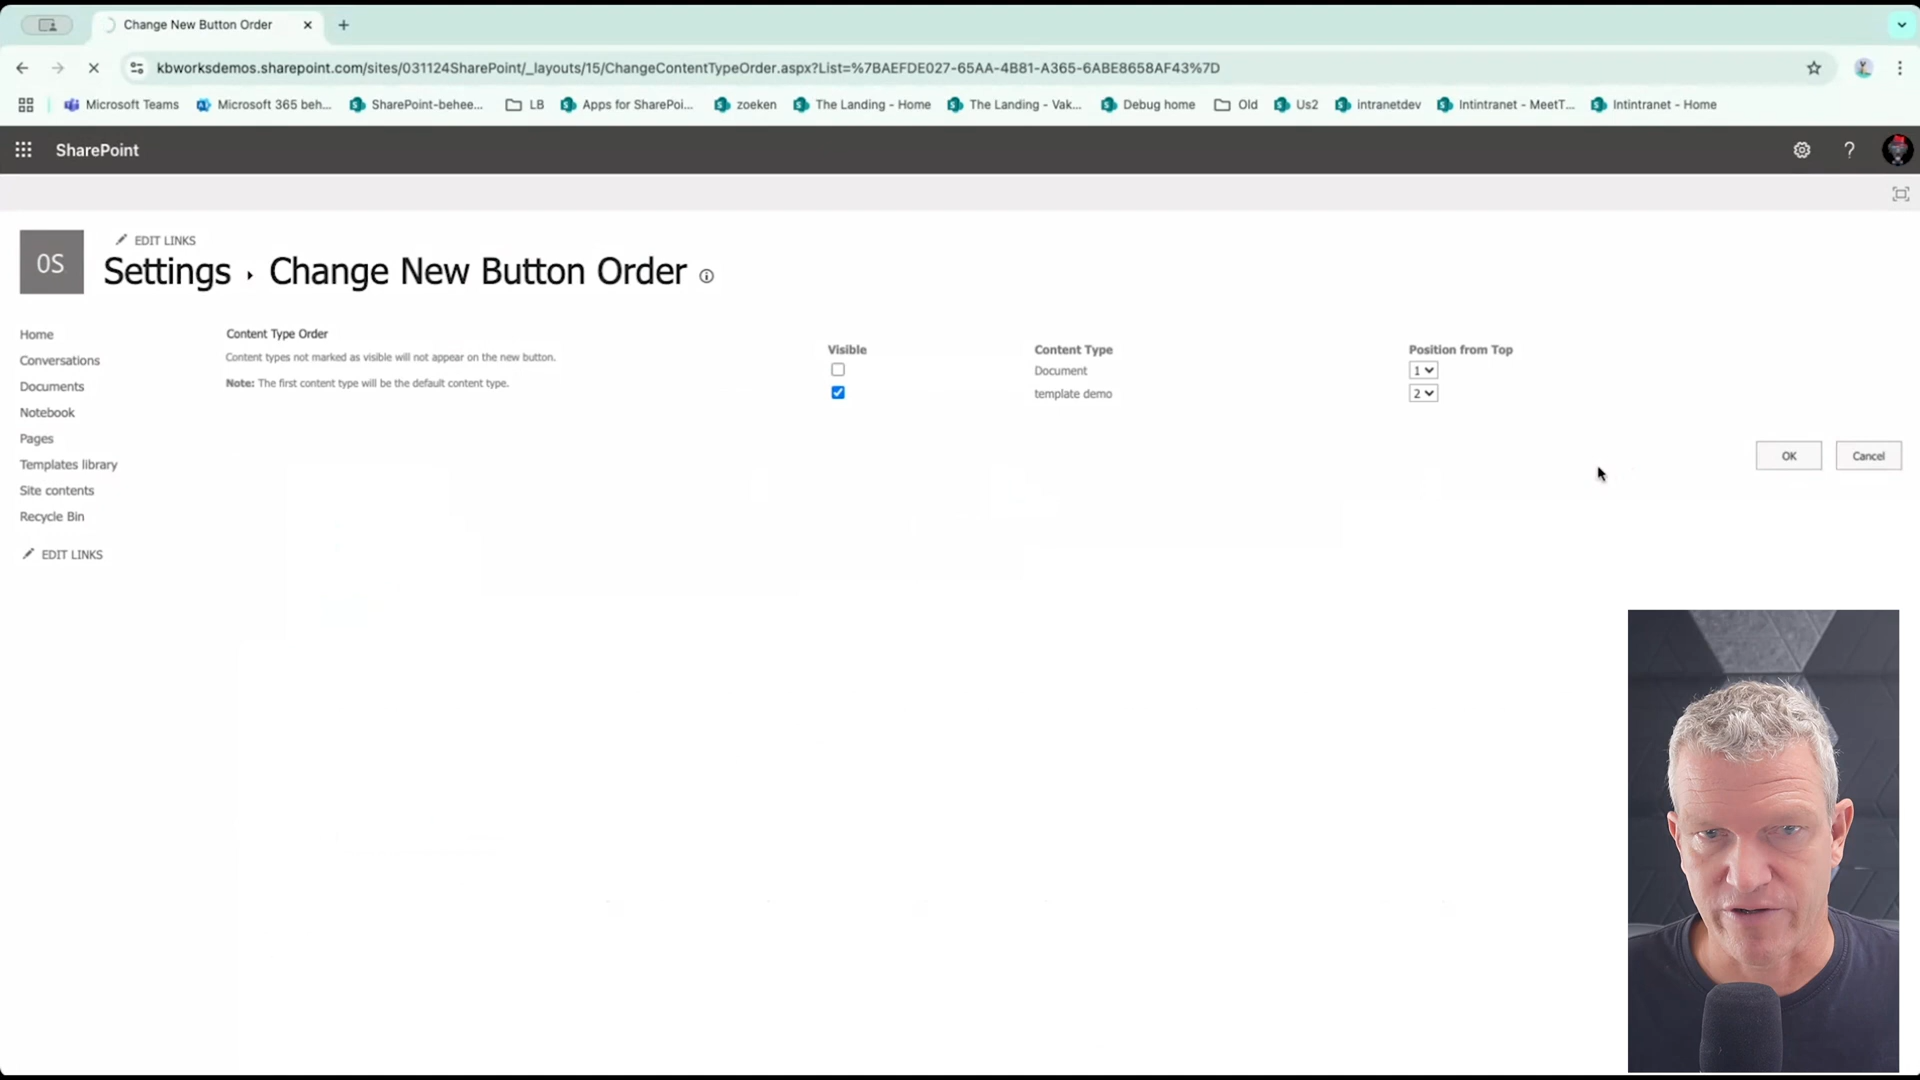 Change New Button Order
kbworksdemos.sharepoint.com/sites/031124SharePoint/_layouts/15/ChangeContentTypeOrder.aspx?List=%7BAEFDE027-65AA-4B81-A365-6ABE8658AF43%7D
Microsoft Teams
Microsoft 365 beh...
SharePoint-behee...
LB
Apps for SharePoi...
zoeken
The Landing - Home
The Landing - Vak...
Debug home
Old
Us2
intranetdev
Intintranet - MeetT...
Intintranet - Home
SharePoint
0S
EDIT LINKS
Settings ▸ Change New Button Order
Home
Conversations
Documents
Notebook
Pages
Templates library
Site contents
Recycle Bin
EDIT LINKS
Content Type Order
Content types not marked as visible will not appear on the new button.
Note: The first content type will be the default content type.
Visible Content Type Position from Top
Document 1
template demo 2
OK Cancel